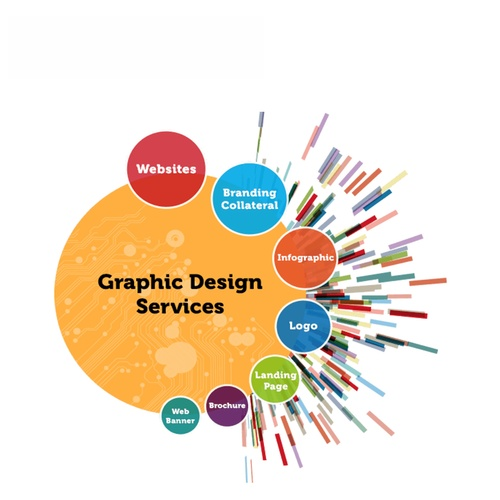 Websites
Branding
Collateral
Infographic
Graphic Design
Services
Logo
Landing
Page
Brochure
Web
Banner